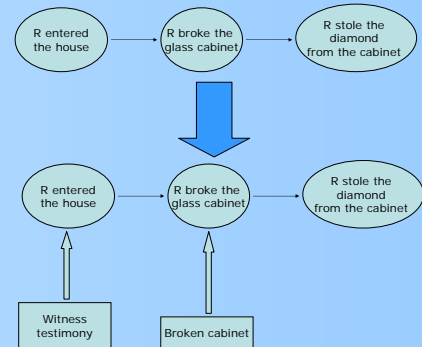 R entered
the house
R broke the
glass cabinet
R stole the
diamond
from the cabinet
R entered
the house
R broke the
glass cabinet
R stole the
diamond
from the cabinet
Witness
testimony
Broken cabinet